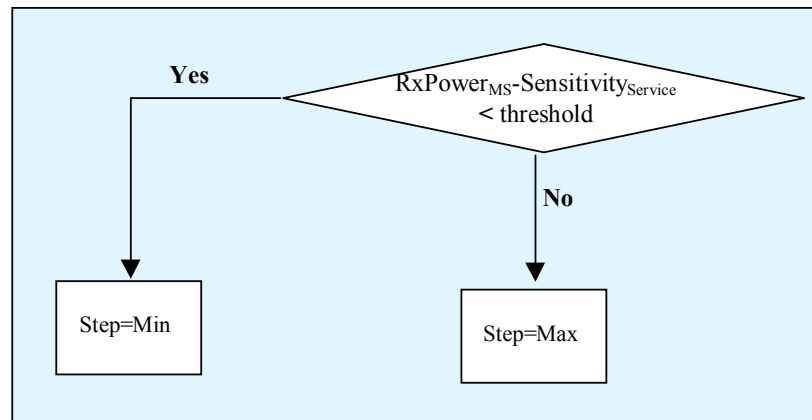 RxPowerMS-SensitivityService
< threshold
Yes
No
Step=Min
Step=Max